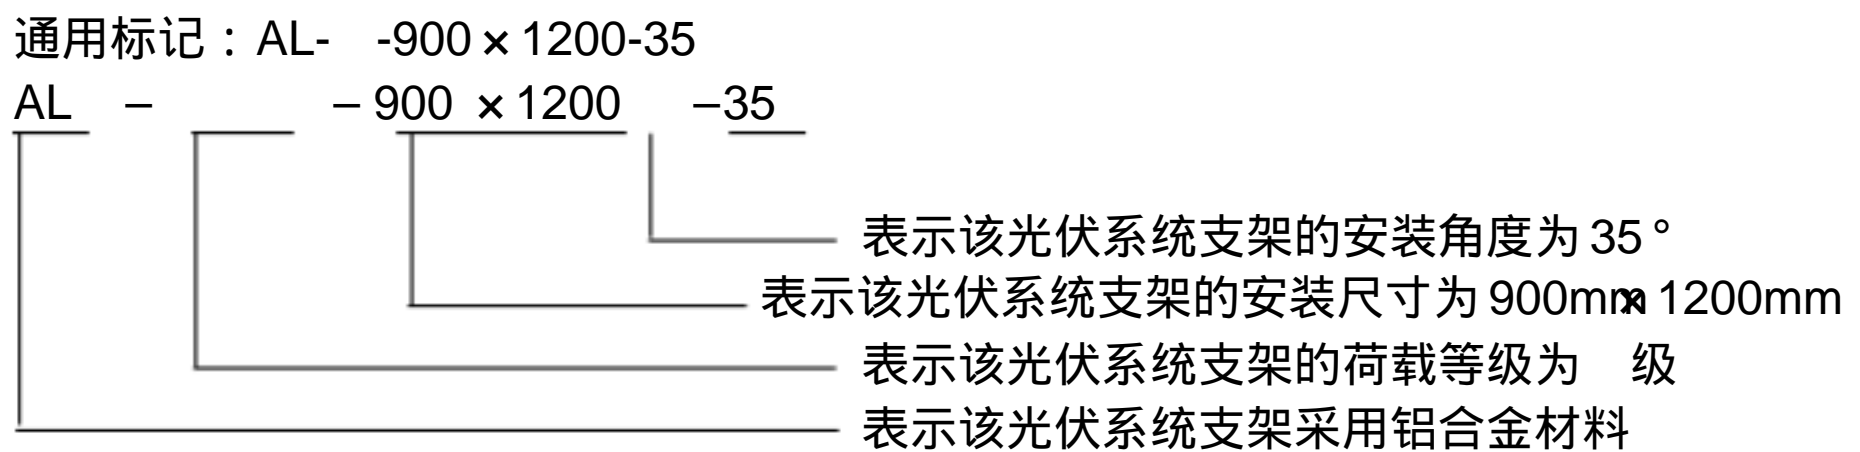 通用标记：AL- -900×1200-35
AL – – 900 ×1200 –35
表示该光伏系统支架的安装角度为35°
表示该光伏系统支架的安装尺寸为900mm×1200mm
表示该光伏系统支架的荷载等级为 级
表示该光伏系统支架采用铝合金材料